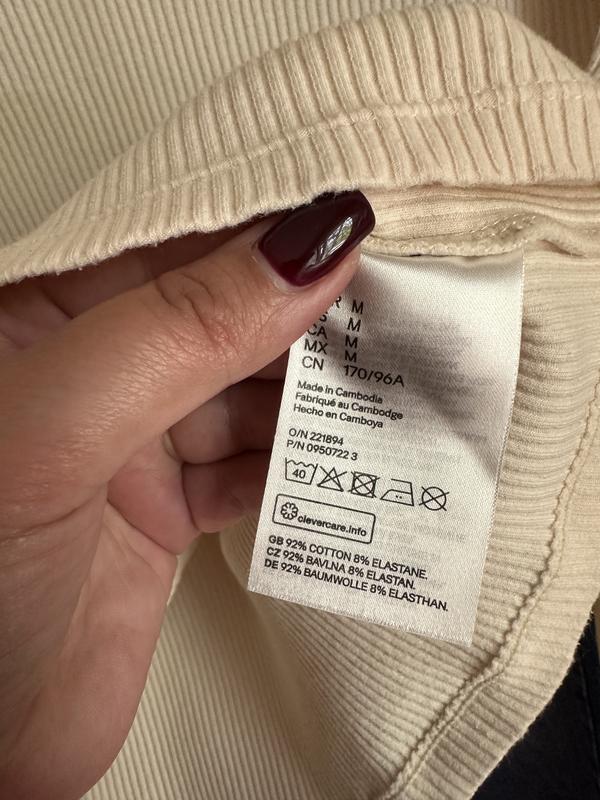 R M
S M
CA M
MX M
CN 170/96A
Made in Cambodia
Fabriqué au Cambodge
Hecho en Camboya
O/N 221894
P/N 0950722 3
40
clevercare.info
GB 92% COTTON 8% ELASTANE.
CZ 92% BAVLNA 8% ELASTAN.
DE 92% BAUMWOLLE 8% ELASTHAN.